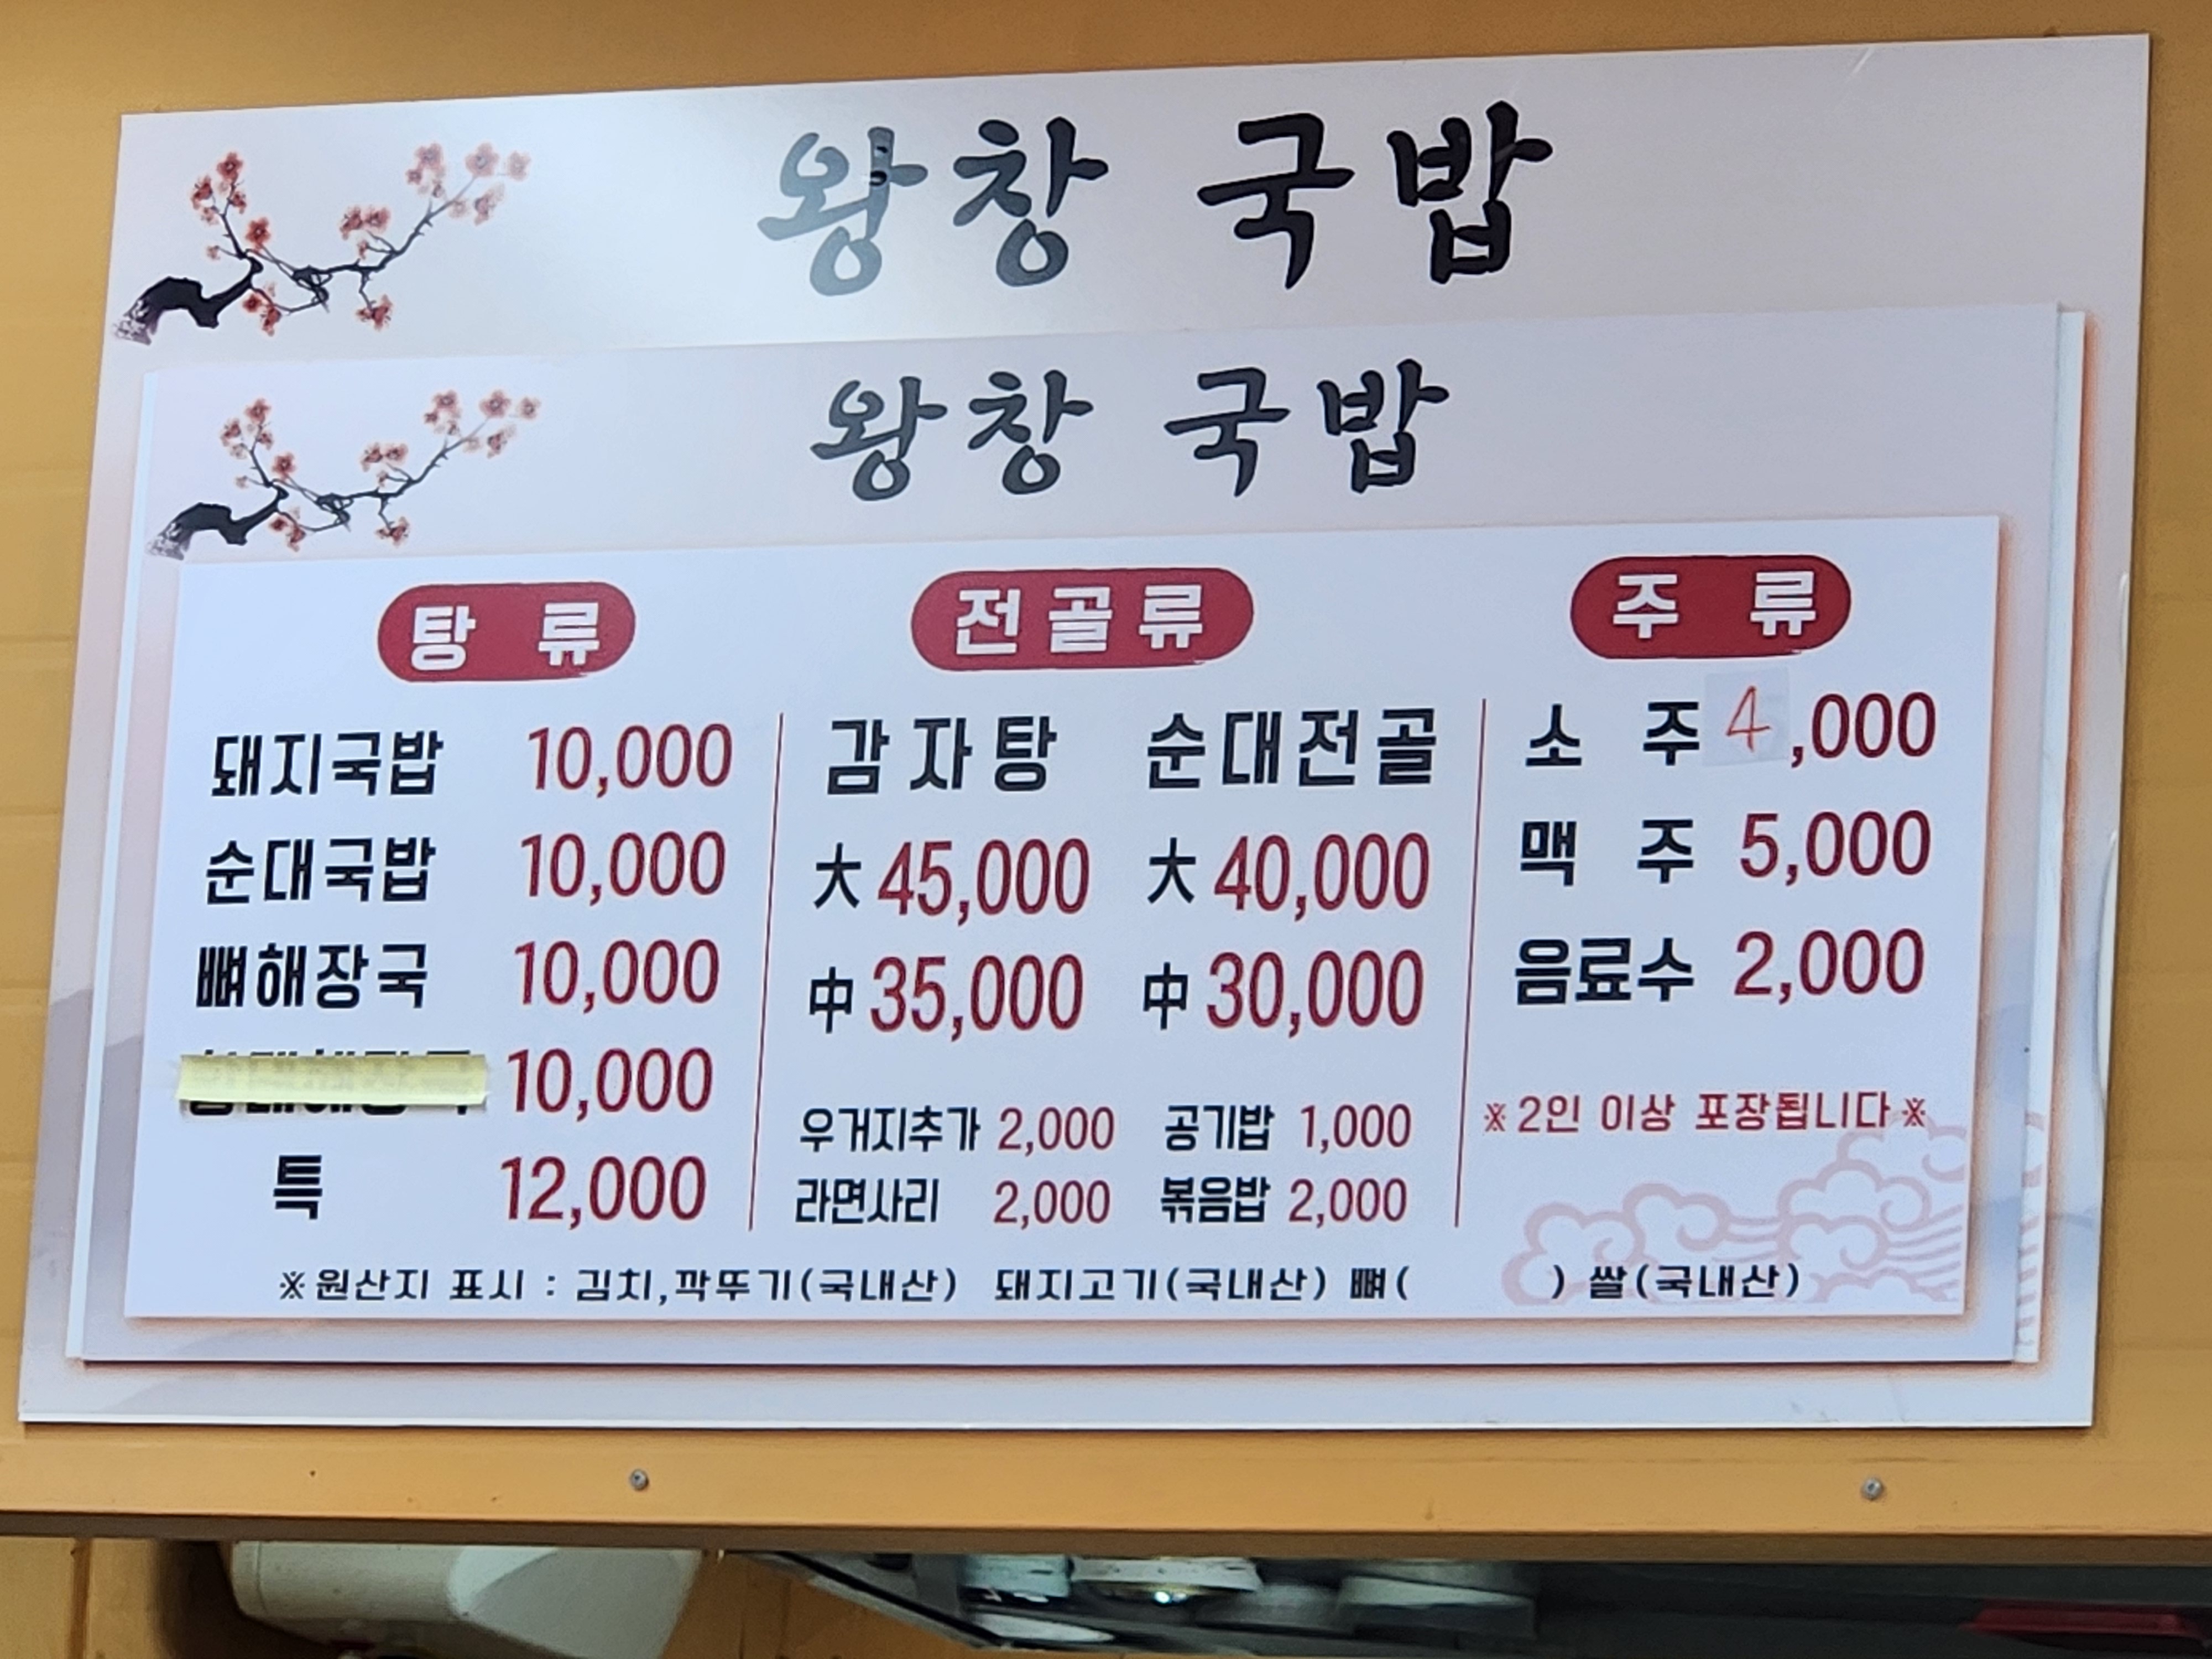 왕창 국밥
왕창 국밥
탕 류
돼지국밥 10,000
순대국밥 10,000
뼈해장국 10,000
10,000
특 12,000
전골류
감자탕 순대전골
大 45,000 大 40,000
中 35,000 中 30,000
우거지추가 2,000 공기밥 1,000
라면사리 2,000 볶음밥 2,000
주 류
소 주 4,000
맥 주 5,000
음료수 2,000
※2인 이상 포장됩니다※
※원산지 표시 : 김치,깍뚜기(국내산) 돼지고기(국내산) 뼈( ) 쌀(국내산)